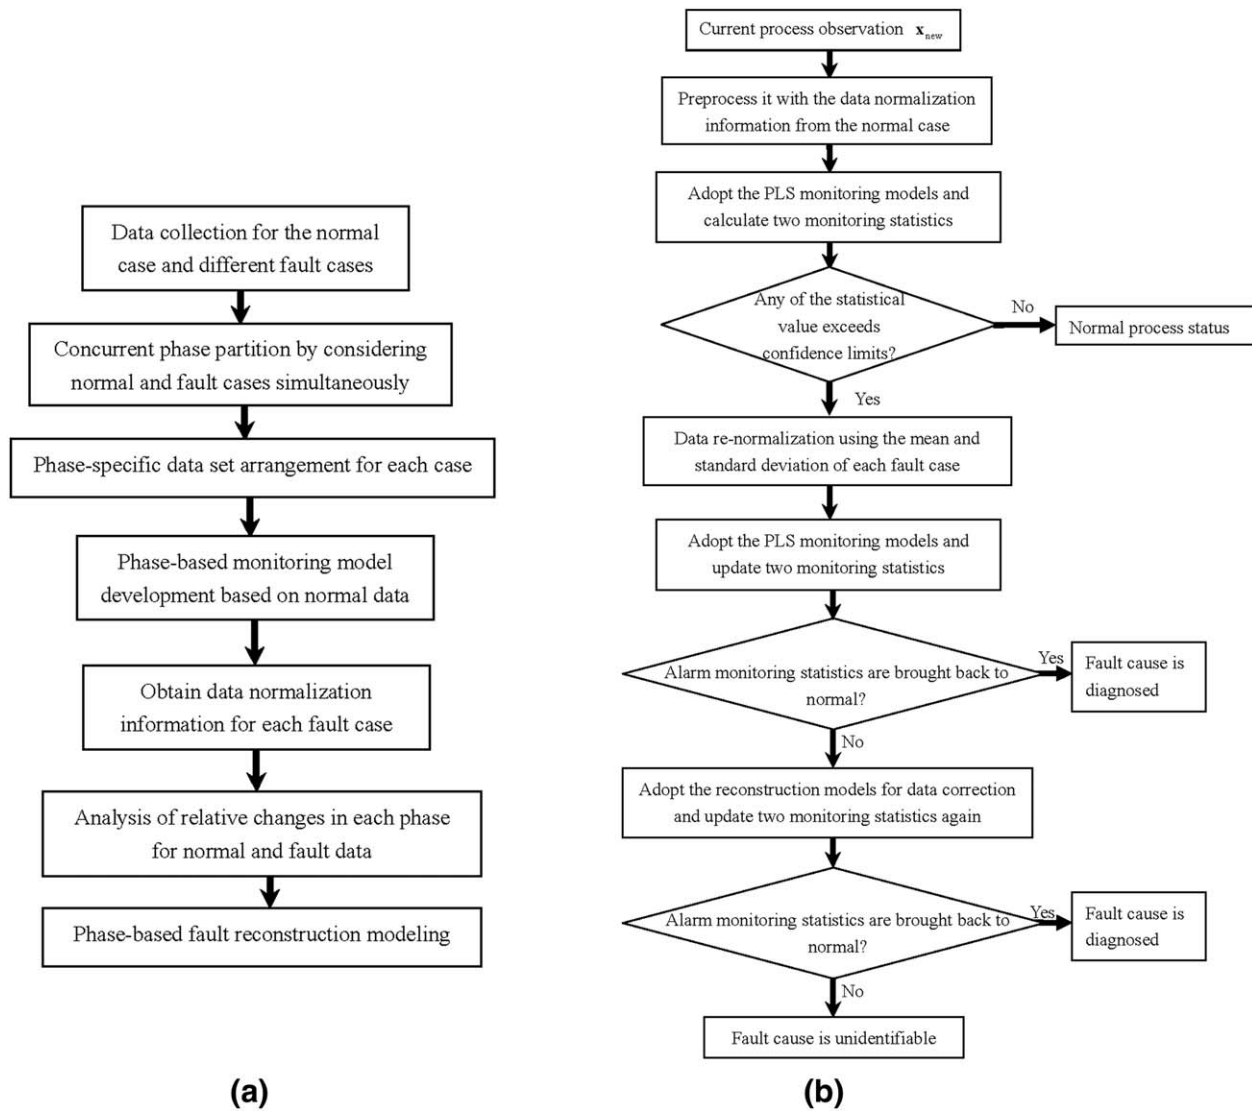 Data collection for the normal
case and different fault cases
Concurrent phase partition by considering
normal and fault cases simultaneously
Phase-specific data set arrangement for each case
Phase-based monitoring model
development based on normal data
Obtain data normalization
information for each fault case
Analysis of relative changes in each phase
for normal and fault data
Phase-based fault reconstruction modeling
(a)
Current process observation x_new
Preprocess it with the data normalization
information from the normal case
Adopt the PLS monitoring models and
calculate two monitoring statistics
Any of the statistical
value exceeds
confidence limits?
No
Normal process status
Yes
Data re-normalization using the mean and
standard deviation of each fault case
Adopt the PLS monitoring models and
update two monitoring statistics
Alarm monitoring statistics are brought back to
normal?
Yes
Fault cause is
diagnosed
No
Adopt the reconstruction models for data correction
and update two monitoring statistics again
Alarm monitoring statistics are brought back to
normal?
Yes
Fault cause is
diagnosed
No
Fault cause is unidentifiable
(b)